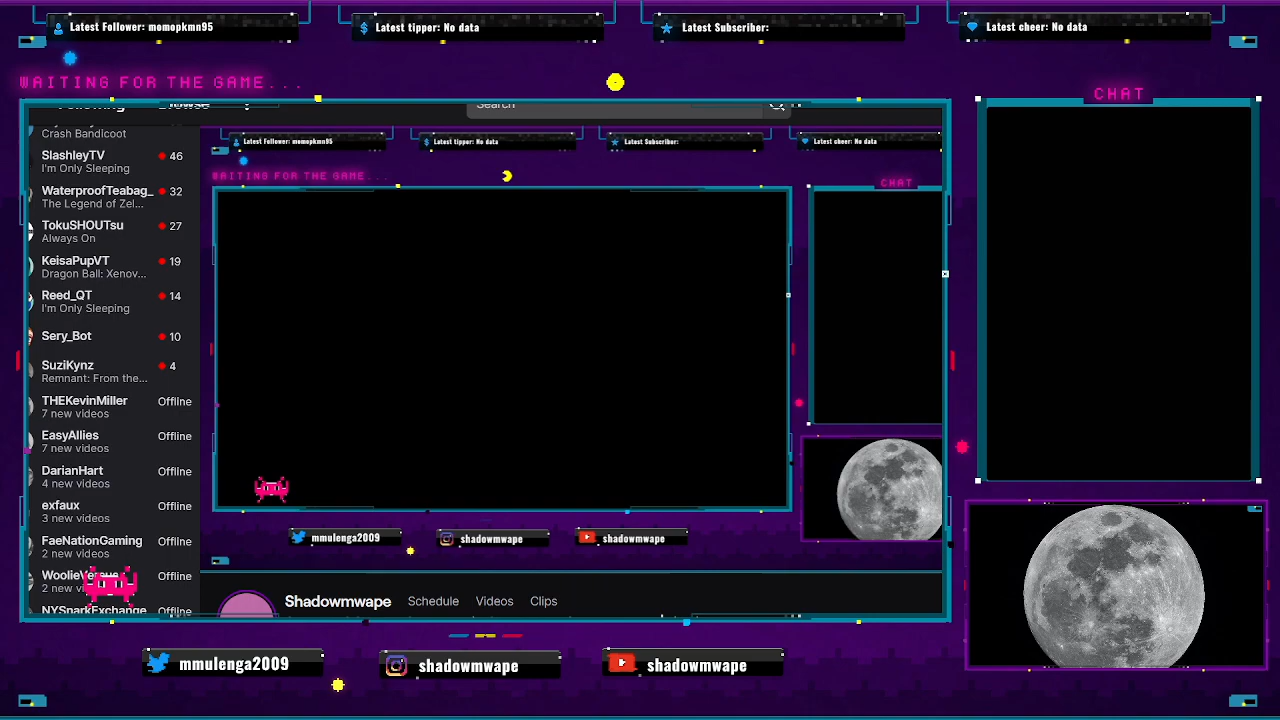 Latest Follower: momopkmn95
Latest tipper: No data
Latest Subscriber:
Latest cheer: No data
WAITING FOR THE GAME...
CHAT
Search
Crash Bandicoot
SlashleyTV 46
I'm Only Sleeping
WaterproofTeabag_ 32
The Legend of Zel...
TokuSHOUTsu 27
Always On
KeisaPupVT 19
Dragon Ball: Xenov...
Reed_QT 14
I'm Only Sleeping
Sery_Bot 10
SuziKynz 4
Remnant: From the...
THEKevinMiller Offline
7 new videos
EasyAllies Offline
7 new videos
DarianHart Offline
4 new videos
exfaux Offline
3 new videos
FaeNationGaming Offline
2 new videos
Offline
2 new
NYSparkExchange
Latest Follower: momopkmn95
Latest tipper: No data
Latest Subscriber:
Latest cheer: No data
WAITING FOR THE GAME...
CHAT
mmulenga2009
shadowmwape
shadowmwape
Shadowmwape Schedule Videos Clips
mmulenga2009
shadowmwape
shadowmwape